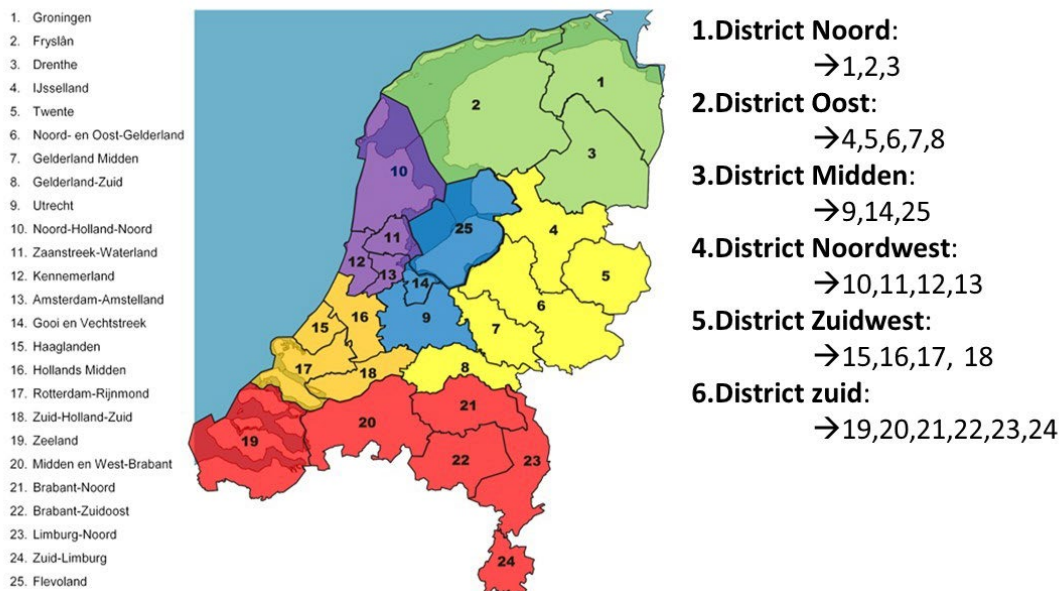 1. Groningen
2. Fryslân
3. Drenthe
4. IJsselland
5. Twente
6. Noord- en Oost-Gelderland
7. Gelderland Midden
8. Gelderland-Zuid
9. Utrecht
10. Noord-Holland-Noord
11. Zaanstreek-Waterland
12. Kennemerland
13. Amsterdam-Amstelland
14. Gooi en Vechtstreek
15. Haaglanden
16. Hollands Midden
17. Rotterdam-Rijnmond
18. Zuid-Holland-Zuid
19. Zeeland
20. Midden en West-Brabant
21. Brabant-Noord
22. Brabant-Zuidoost
23. Limburg-Noord
24. Zuid-Limburg
25. Flevoland
1
2
3
10
25
4
11
12
13
14
5
6
16
15
9
7
17
18
8
21
20
19
22
23
24
1.District Noord:
→1,2,3
2.District Oost:
→4,5,6,7,8
3.District Midden:
→9,14,25
4.District Noordwest:
→10,11,12,13
5.District Zuidwest:
→15,16,17, 18
6.District zuid:
→19,20,21,22,23,24